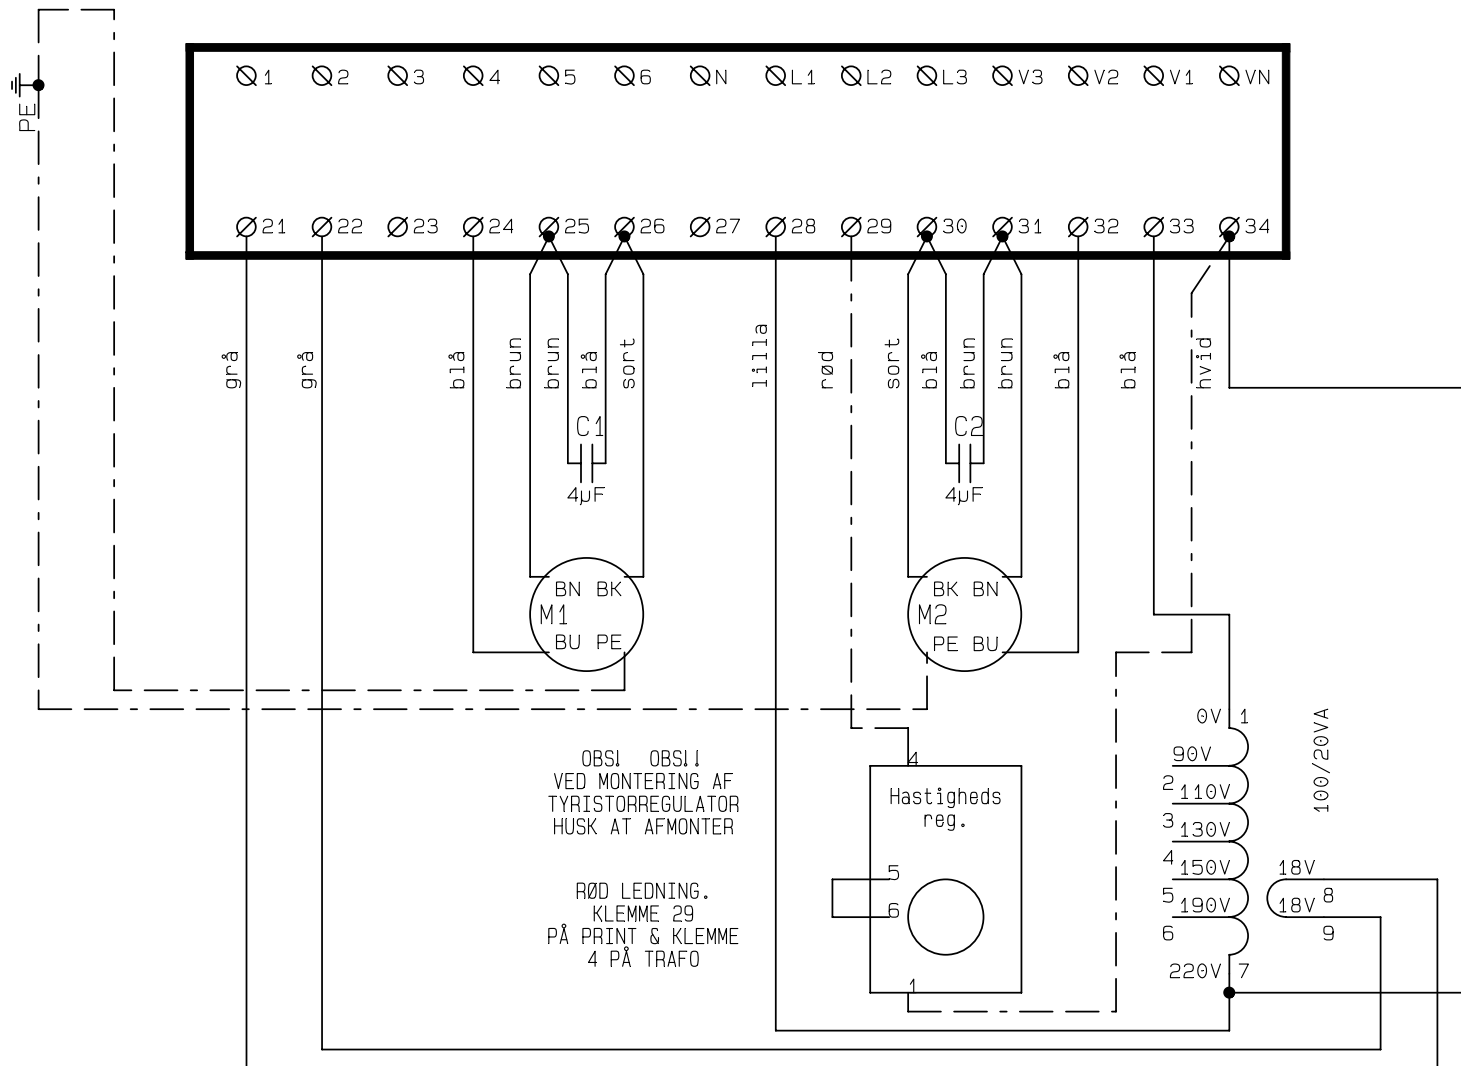 1 2 3 4 5 6 N L1 L2 L3 V3 V2 V1 VN
PE
21 22 23 24 25 26 27 28 29 30 31 32 33 34
grå grå blå brun brun blå sort lilla rød sort blå brun brun blå blå hvid
C1 C2
4µF 4µF
BN BK BK BN
M1 M2
BU PE PE BU
OBS! OBS!!
VED MONTERING AF
TYRISTORREGULATOR
HUSK AT AFMONTER
RØD LEDNING.
KLEMME 29
PÅ PRINT & KLEMME
4 PÅ TRAFO
4
Hastigheds
reg.
5
6
1
0V 1
90V
2 110V
3 130V
4 150V
5 190V
6
220V 7
100/20VA
18V
8
18V
9